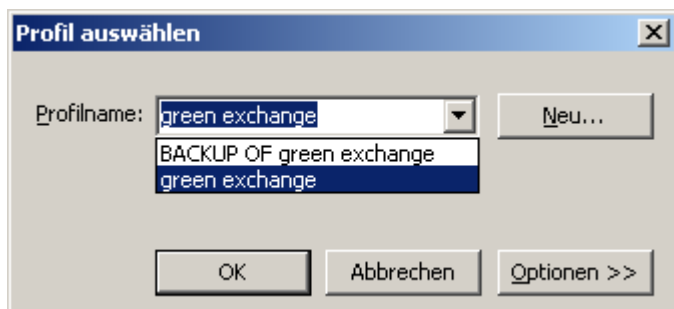 Profil auswählen
Profilname: green exchange Neu...
BACKUP OF green exchange
green exchange
OK Abbrechen Optionen >>